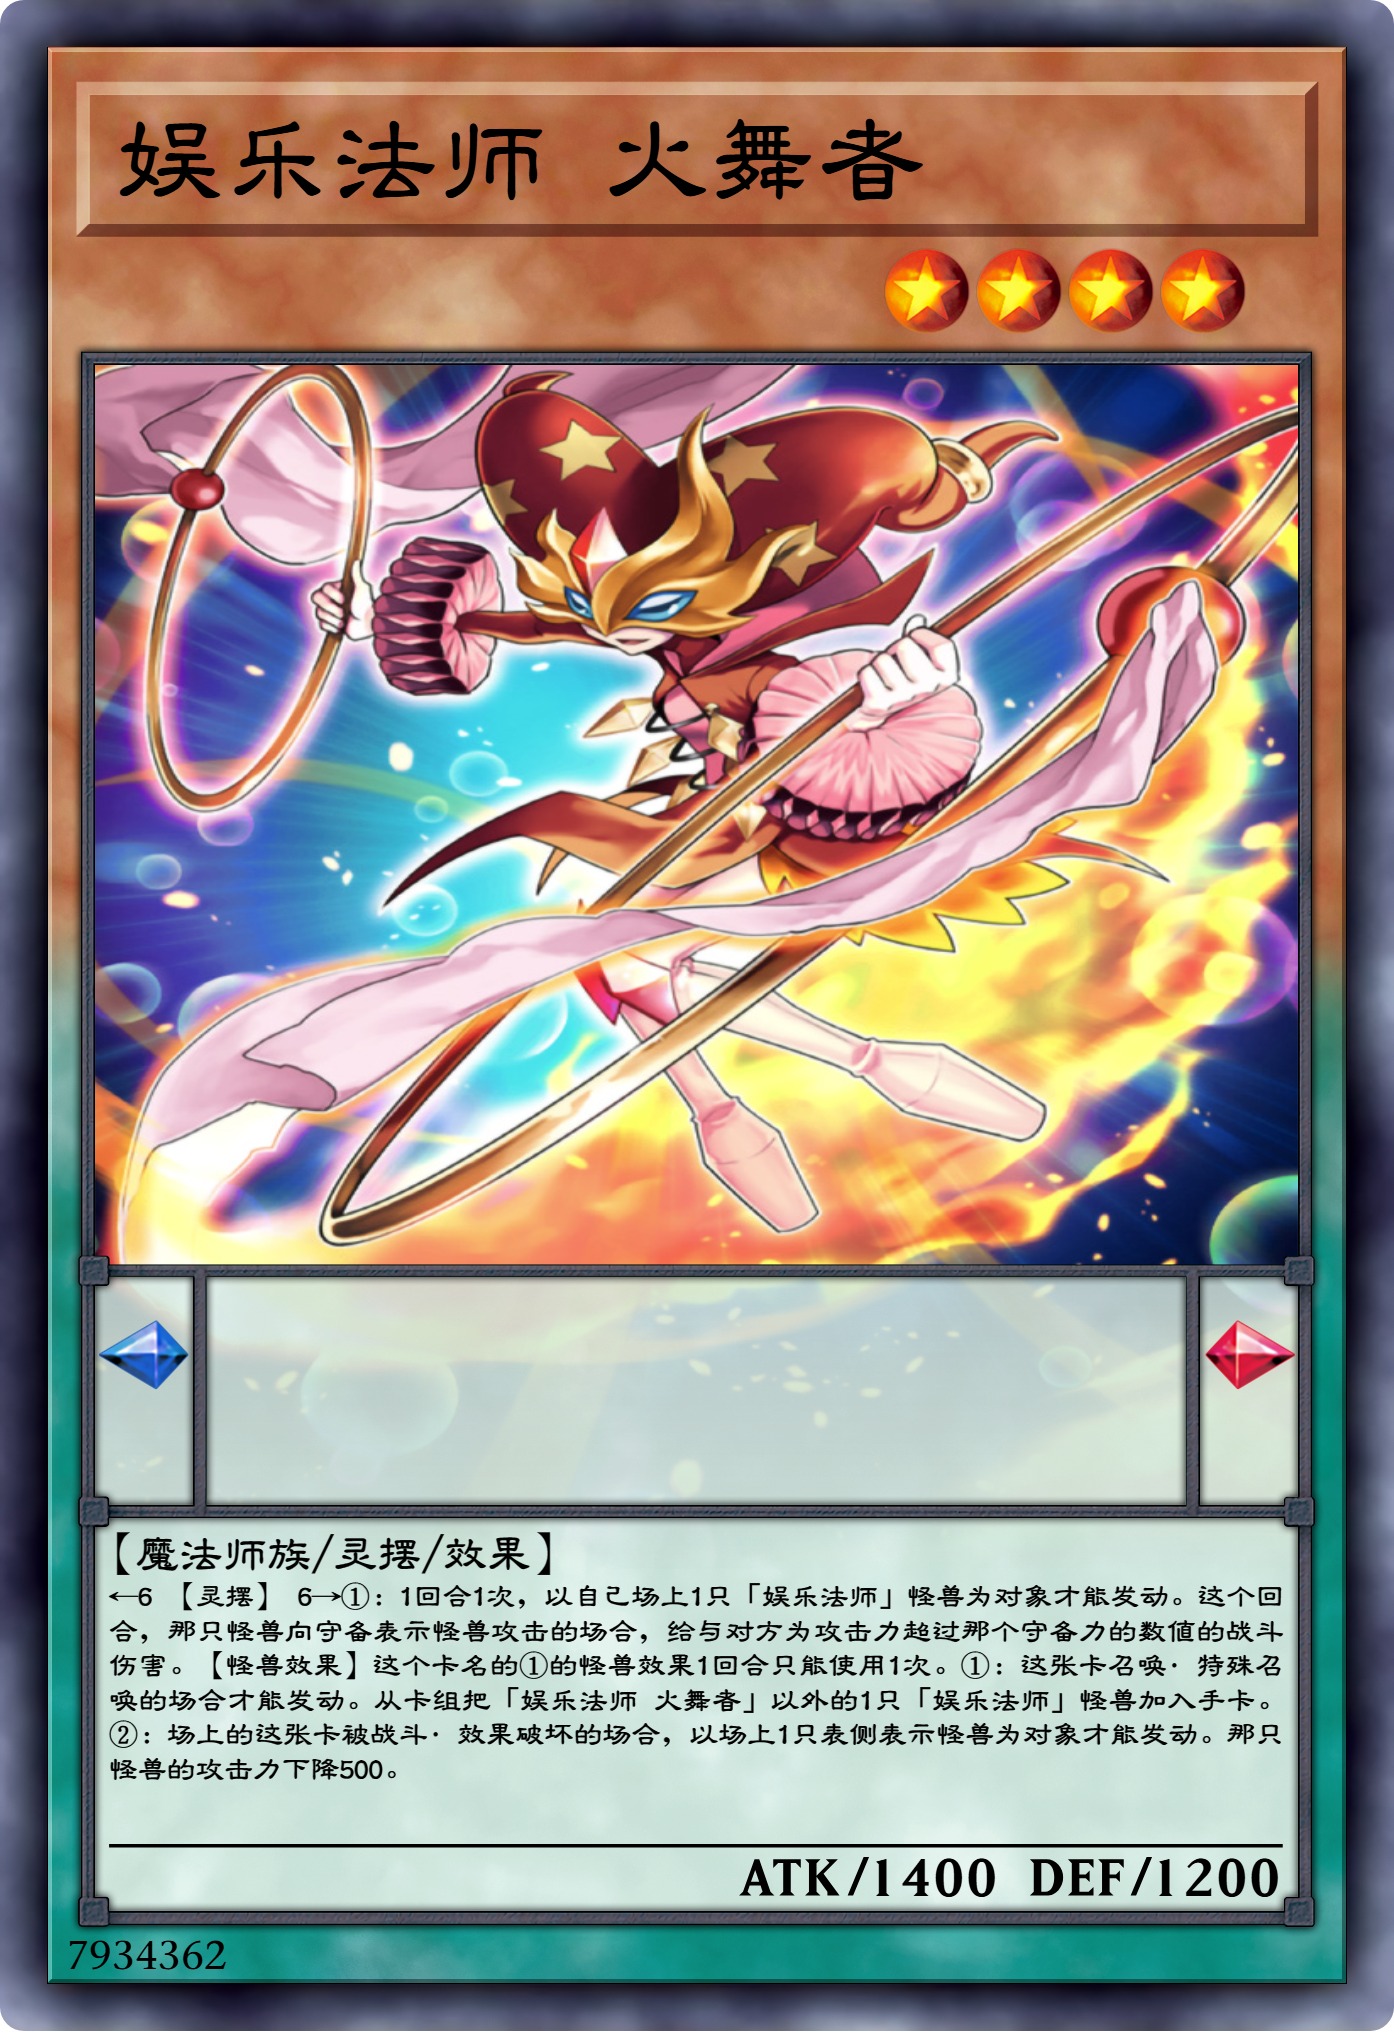 娱乐法师 火舞者
【魔法师族/灵摆/效果】
←6 【灵摆】 6→①：1回合1次，以自己场上1只「娱乐法师」怪兽为对象才能发动。这个回
合，那只怪兽向守备表示怪兽攻击的场合，给与对方为攻击力超过那个守备力的数值的战斗
伤害。【怪兽效果】这个卡名的①的怪兽效果1回合只能使用1次。①：这张卡召唤·特殊召
唤的场合才能发动。从卡组把「娱乐法师 火舞者」以外的1只「娱乐法师」怪兽加入手卡。
②：场上的这张卡被战斗·效果破坏的场合，以场上1只表侧表示怪兽为对象才能发动。那只
怪兽的攻击力下降500。
ATK/1400 DEF/1200
7934362